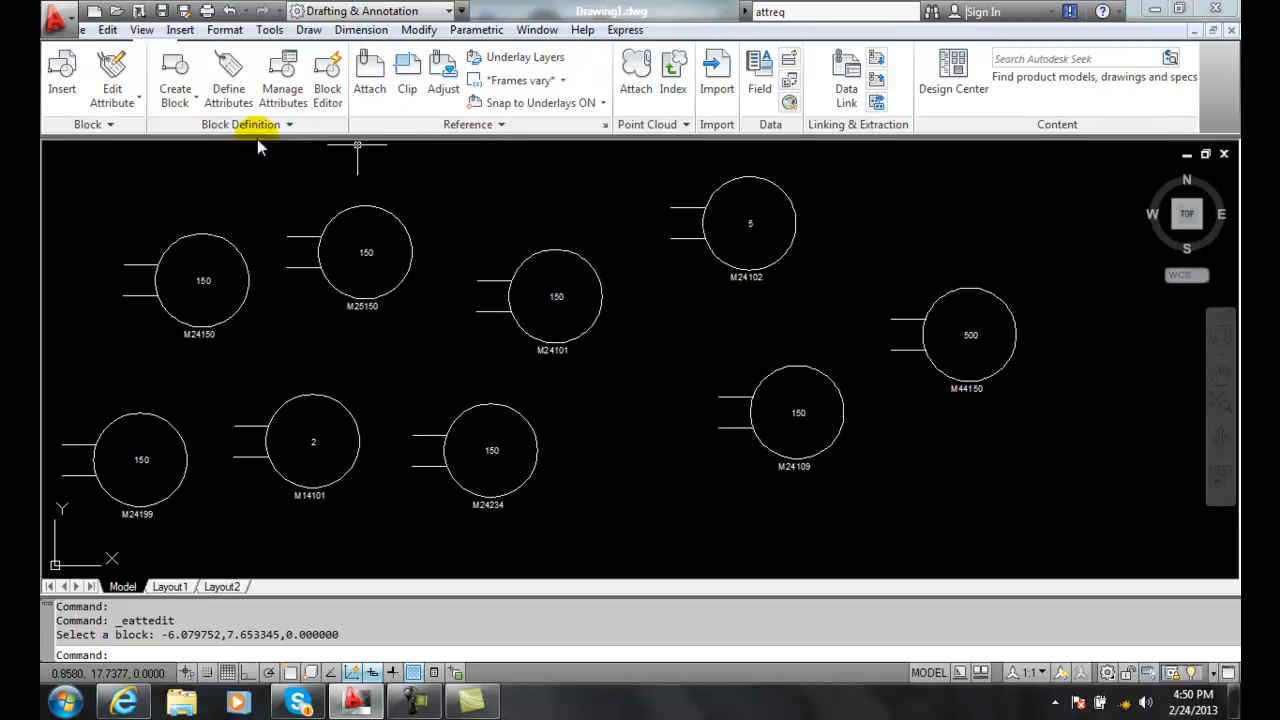 Drafting & Annotation
Drawing1.dwg
attreq
Sign In
e Edit View Insert Format Tools Draw Dimension Modify Parametric Window Help Express
Insert
Edit Attribute
Create Block
Define Attributes
Manage Attributes
Block Editor
Attach
Clip
Adjust
Underlay Layers
*Frames vary*
Snap to Underlays ON
Attach
Index
Import
Field
Data Link
Design Center
Search Autodesk Seek
Find product models, drawings and specs
Block
Block Definition
Reference
Point Cloud
Import
Data
Linking & Extraction
Content
N
W
TOP
E
S
WCS
5
M24102
150
M25150
150
M24150
150
M24101
500
M44150
150
M24109
2
M14101
150
M24234
150
M24199
Y
X
Model Layout1 Layout2
Command:
Command: _eattedit
Select a block: -6.079752,7.653345,0.000000
Command:
0.8580, 17.7377, 0.0000
MODEL
1:1
4:50 PM
2/24/2013